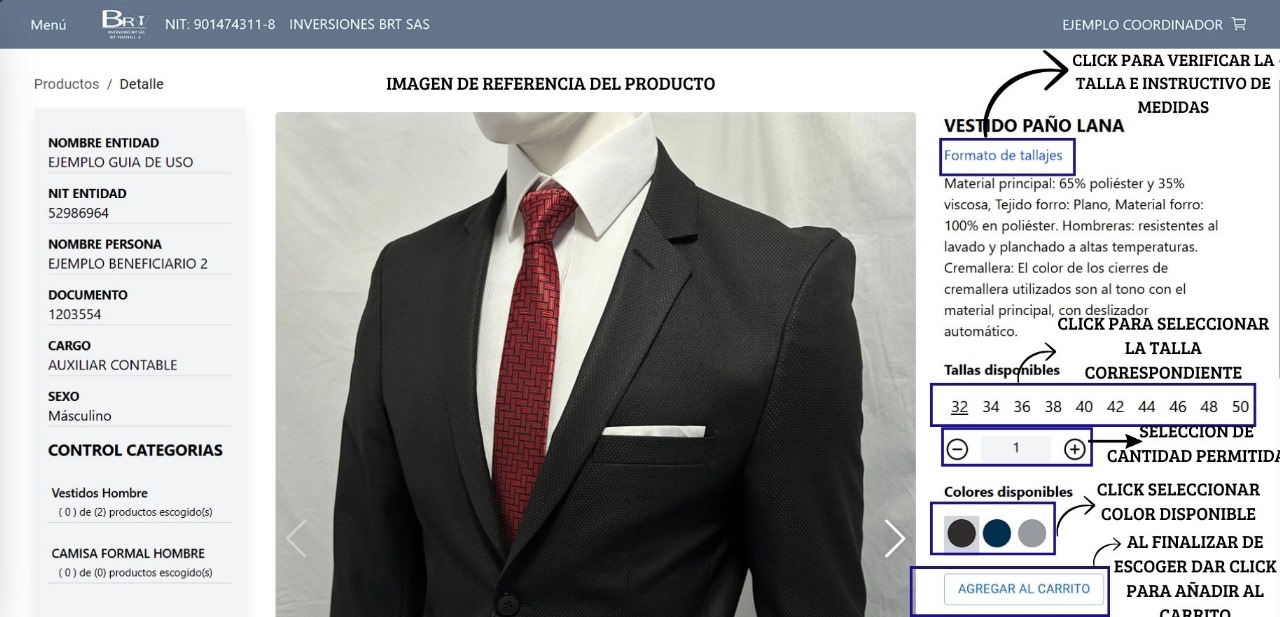 Menú
BRT
INVERSIONES BRT SAS
NIT: 901474311-8 INVERSIONES BRT SAS
EJEMPLO COORDINADOR
Productos / Detalle
IMAGEN DE REFERENCIA DEL PRODUCTO
CLICK PARA VERIFICAR LA
TALLA E INSTRUCTIVO DE
MEDIDAS
NOMBRE ENTIDAD
EJEMPLO GUIA DE USO
NIT ENTIDAD
52986964
NOMBRE PERSONA
EJEMPLO BENEFICIARIO 2
DOCUMENTO
1203554
CARGO
AUXILIAR CONTABLE
SEXO
Másculino
CONTROL CATEGORIAS
Vestidos Hombre
( 0 ) de (2) productos escogido(s)
CAMISA FORMAL HOMBRE
( 0 ) de (0) productos escogido(s)
VESTIDO PAÑO LANA
Formato de tallajes
Material principal: 65% poliéster y 35%
viscosa, Tejido forro: Plano, Material forro:
100% en poliéster. Hombreras: resistentes al
lavado y planchado a altas temperaturas.
Cremallera: El color de los cierres de
cremallera utilizados son al tono con el
material principal, con deslizador
automático.
CLICK PARA SELECCIONAR
LA TALLA
CORRESPONDIENTE
Tallas disponibles
32 34 36 38 40 42 44 46 48 50
1
SELECCION DE
CANTIDAD PERMITIDA
Colores disponibles
CLICK SELECCIONAR
COLOR DISPONIBLE
AL FINALIZAR DE
ESCOGER DAR CLICK
PARA AÑADIR AL
CARRITO
AGREGAR AL CARRITO